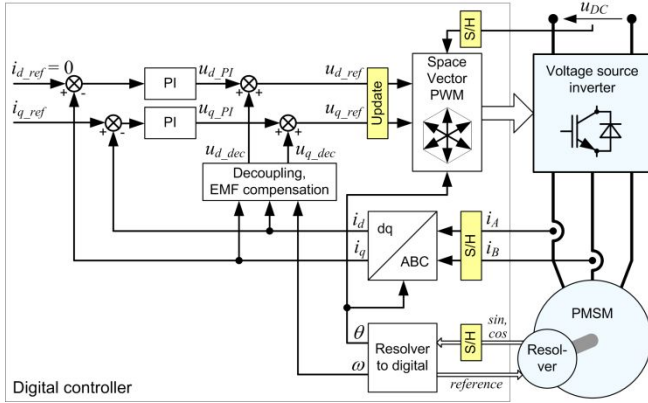 u_DC
S/H
i_d_ref = 0
PI
u_d_PI
u_d_ref
Space Vector PWM
Voltage source inverter
i_q_ref
PI
u_q_PI
u_q_ref
Update
u_d_dec
u_q_dec
Decoupling,
EMF compensation
i_d
dq
i_A
i_q
ABC
S/H
i_B
PMSM
θ
Resolver to digital
S/H
sin, cos
Resol-
ver
ω
reference
Digital controller